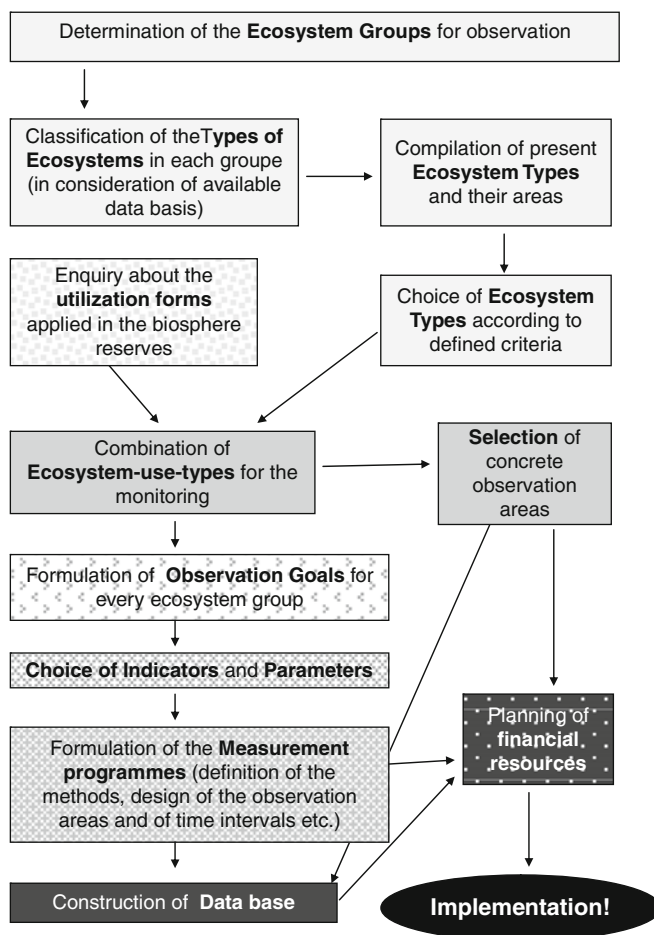 Determination of the Ecosystem Groups for observation
Classification of theTypes of
Ecosystems in each groupe
(in consideration of available
data basis)
Compilation of present
Ecosystem Types
and their areas
Enquiry about the
utilization forms
applied in the biosphere
reserves
Choice of Ecosystem
Types according to
defined criteria
Combination of
Ecosystem-use-types for the
monitoring
Selection of
concrete
observation
areas
Formulation of Observation Goals for
every ecosystem group
Choice of Indicators and Parameters
Formulation of the Measurement
programmes (definition of the
methods, design of the observation
areas and of time intervals etc.)
Planning of
financial
resources
Construction of Data base
Implementation!